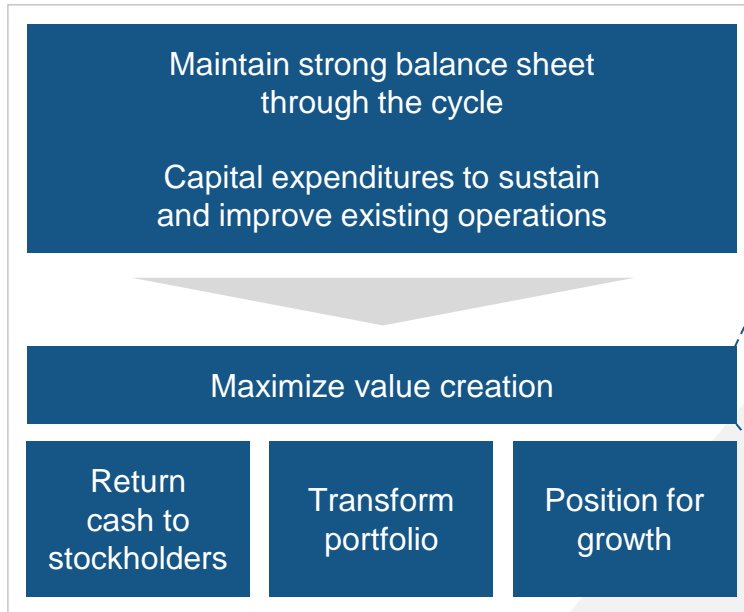 Maintain strong balance sheet
through the cycle
Capital expenditures to sustain
and improve existing operations
Maximize value creation
Return
cash to
stockholders
Transform
portfolio
Position for
growth